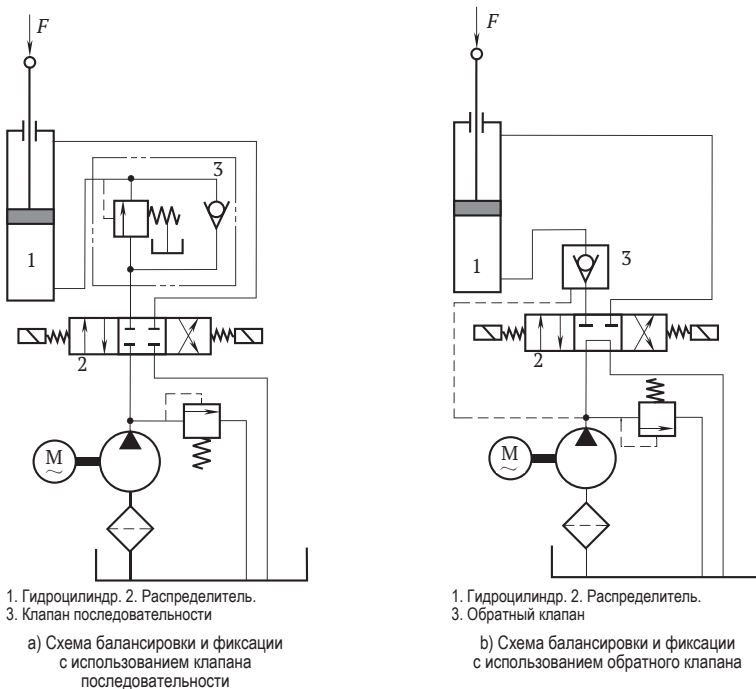 F
3
1
2
M
~
1. Гидроцилиндр. 2. Распределитель.
3. Клапан последовательности
a) Схема балансировки и фиксации
с использованием клапана
последовательности
F
3
1
2
M
~
1. Гидроцилиндр. 2. Распределитель.
3. Обратный клапан
b) Схема балансировки и фиксации
с использованием обратного клапана